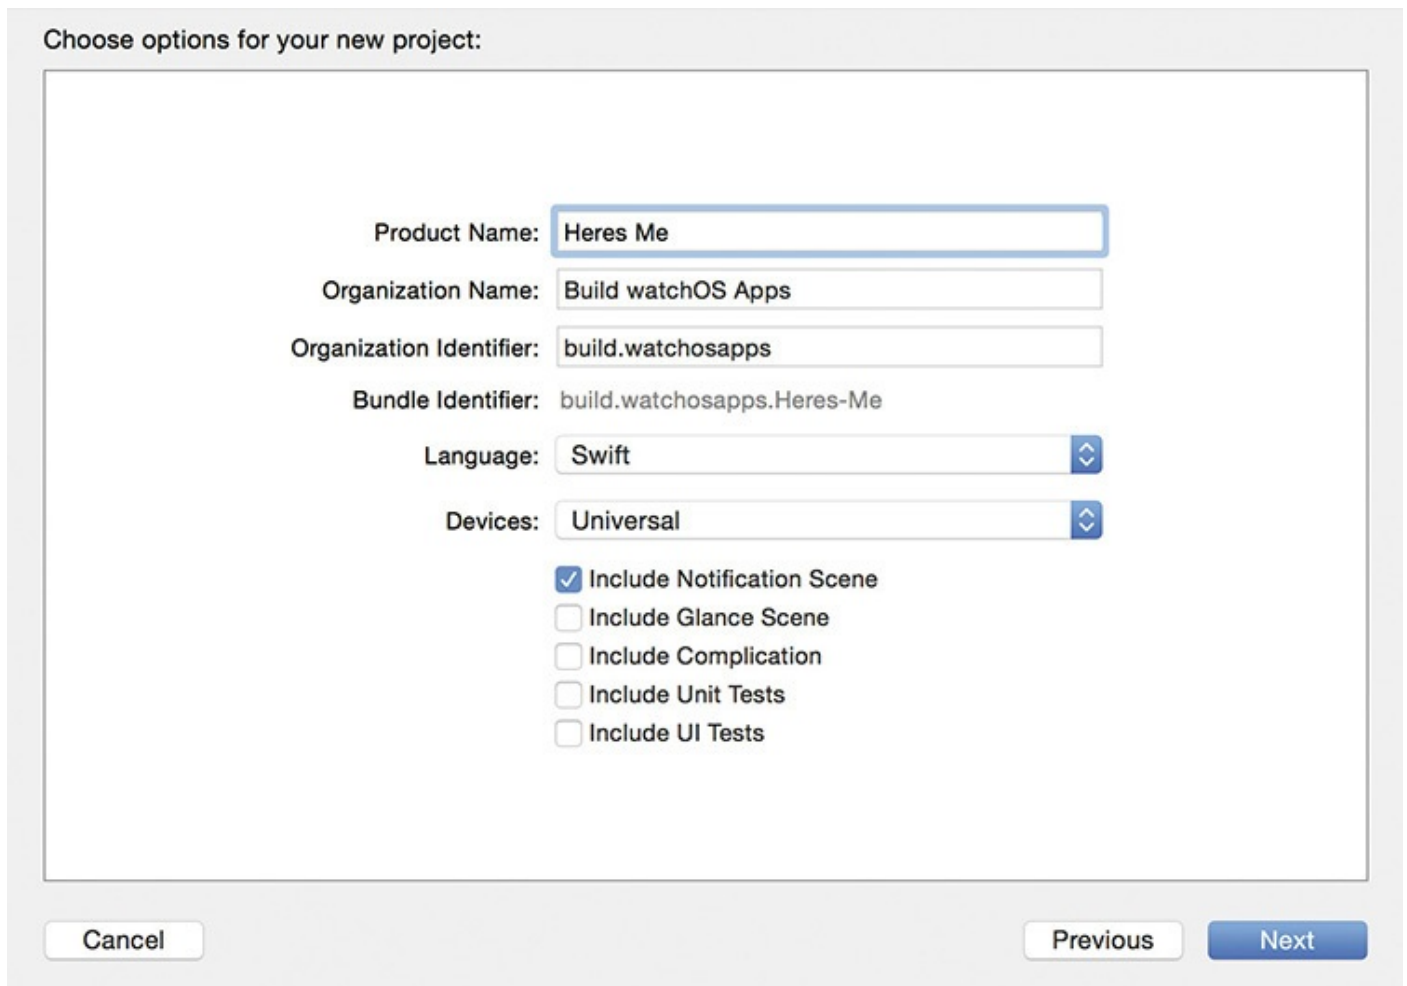 Choose options for your new project:
Product Name: Heres Me
Organization Name: Build watchOS Apps
Organization Identifier: build.watchosapps
Bundle Identifier: build.watchosapps.Heres-Me
Language: Swift
Devices: Universal
Include Notification Scene
Include Glance Scene
Include Complication
Include Unit Tests
Include UI Tests
Cancel Previous Next